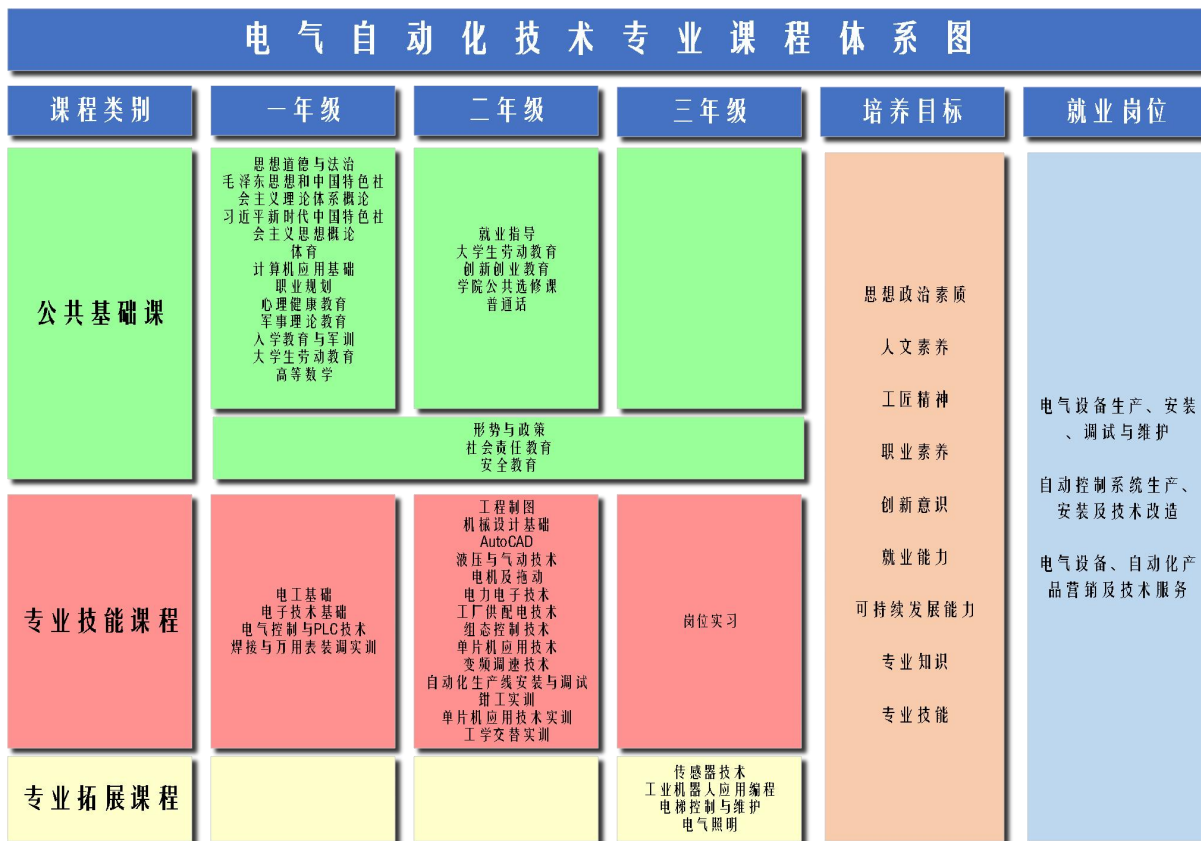 电气自动化技术专业课程体系图
课程类别
一年级
二年级
三年级
培养目标
就业岗位
公共基础课
思想道德与法治
毛泽东思想和中国特色社
会主义理论体系概论
习近平新时代中国特色社
会主义思想概论
体育
计算机应用基础
职业规划
心理健康教育
军事理论教育
入学教育与军训
大学生劳动教育
高等数学
就业指导
大学生劳动教育
创新创业教育
学院公共选修课
普通话
形势与政策
社会责任教育
安全教育
专业技能课程
电工基础
电子技术基础
电气控制与PLC技术
焊接与万用表装调实训
工程制图
机械设计基础
AutoCAD
液压与气动技术
电机及拖动
电力电子技术
工厂供配电技术
组态控制技术
单片机应用技术
变频调速技术
自动化生产线安装与调试
钳工实训
单片机应用技术实训
工学交替实训
岗位实习
专业拓展课程
传感器技术
工业机器人应用编程
电梯控制与维护
电气照明
思想政治素质
人文素养
工匠精神
职业素养
创新意识
就业能力
可持续发展能力
专业知识
专业技能
电气设备生产、安装
、调试与维护
自动控制系统生产、
安装及技术改造
电气设备、自动化产
品营销及技术服务